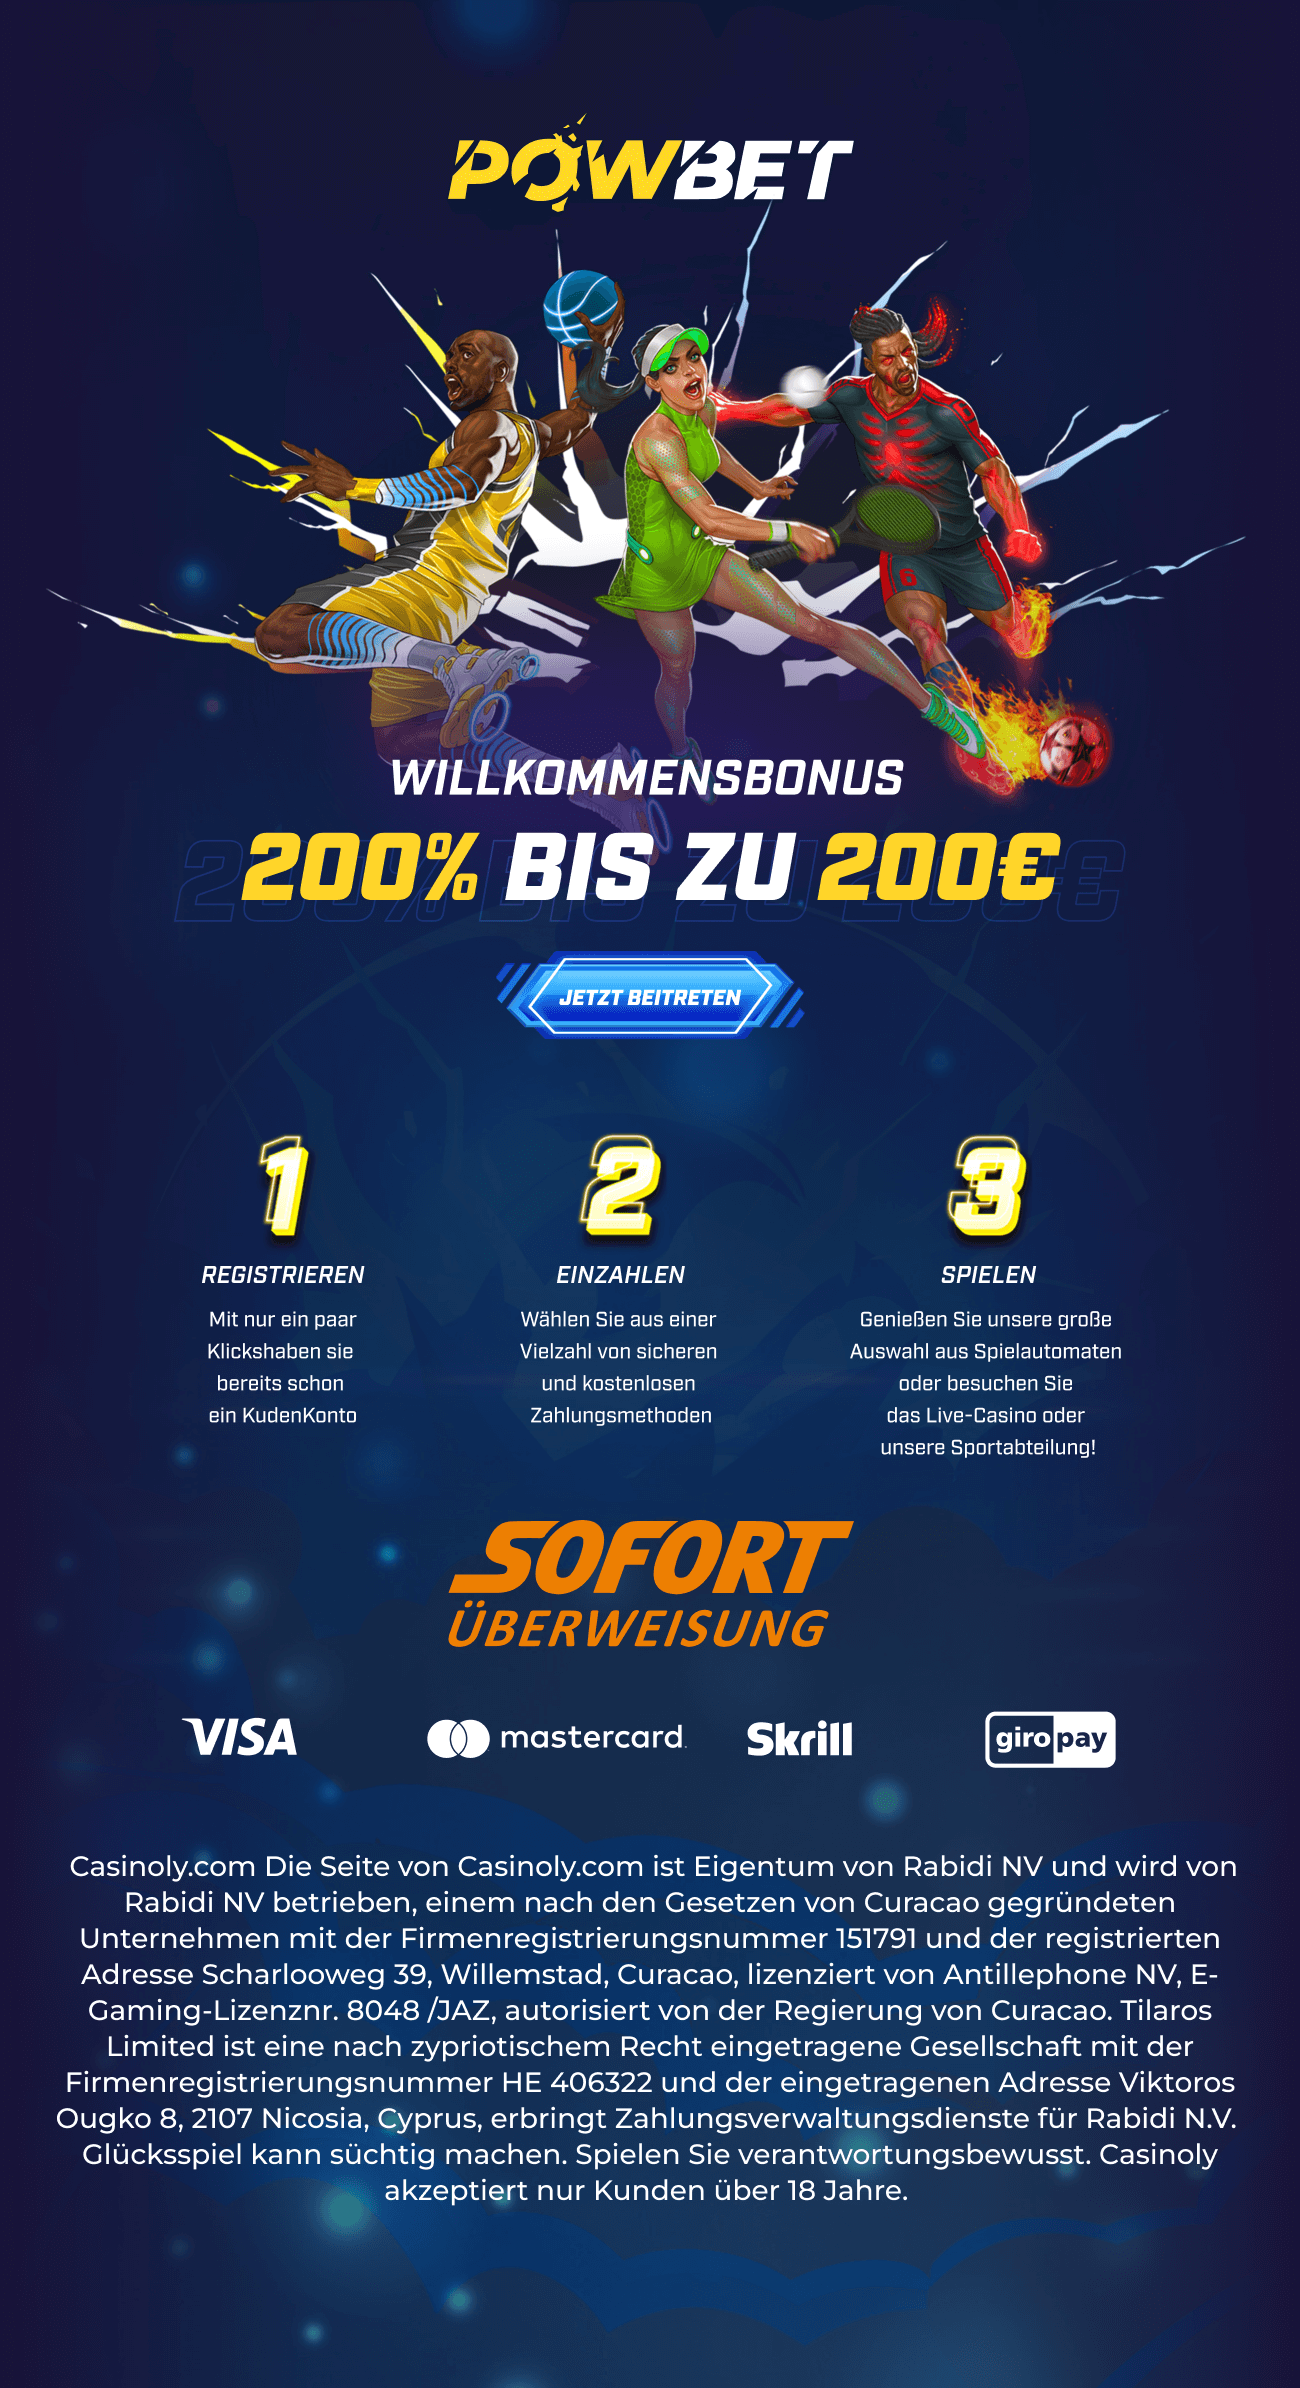 POWBET
WILLKOMMENSBONUS
200% BIS ZU 200€
JETZT BEITRETEN
1
REGISTRIEREN
Mit nur ein paar
Klickshaben sie
bereits schon
ein KudenKonto
2
EINZAHLEN
Wählen Sie aus einer
Vielzahl von sicheren
und kostenlosen
Zahlungsmethoden
3
SPIELEN
Genießen Sie unsere große
Auswahl aus Spielautomaten
oder besuchen Sie
das Live-Casino oder
unsere Sportabteilung!
SOFORT
ÜBERWEISUNG
VISA
mastercard.
Skrill
giropay
Casinoly.com Die Seite von Casinoly.com ist Eigentum von Rabidi NV und wird von
Rabidi NV betrieben, einem nach den Gesetzen von Curacao gegründeten
Unternehmen mit der Firmenregistrierungsnummer 151791 und der registrierten
Adresse Scharlooweg 39, Willemstad, Curacao, lizenziert von Antillephone NV, E-
Gaming-Lizenznr. 8048 /JAZ, autorisiert von der Regierung von Curacao. Tilaros
Limited ist eine nach zypriotischem Recht eingetragene Gesellschaft mit der
Firmenregistrierungsnummer HE 406322 und der eingetragenen Adresse Viktoros
Ougko 8, 2107 Nicosia, Cyprus, erbringt Zahlungsverwaltungsdienste für Rabidi N.V.
Glücksspiel kann süchtig machen. Spielen Sie verantwortungsbewusst. Casinoly
akzeptiert nur Kunden über 18 Jahre.